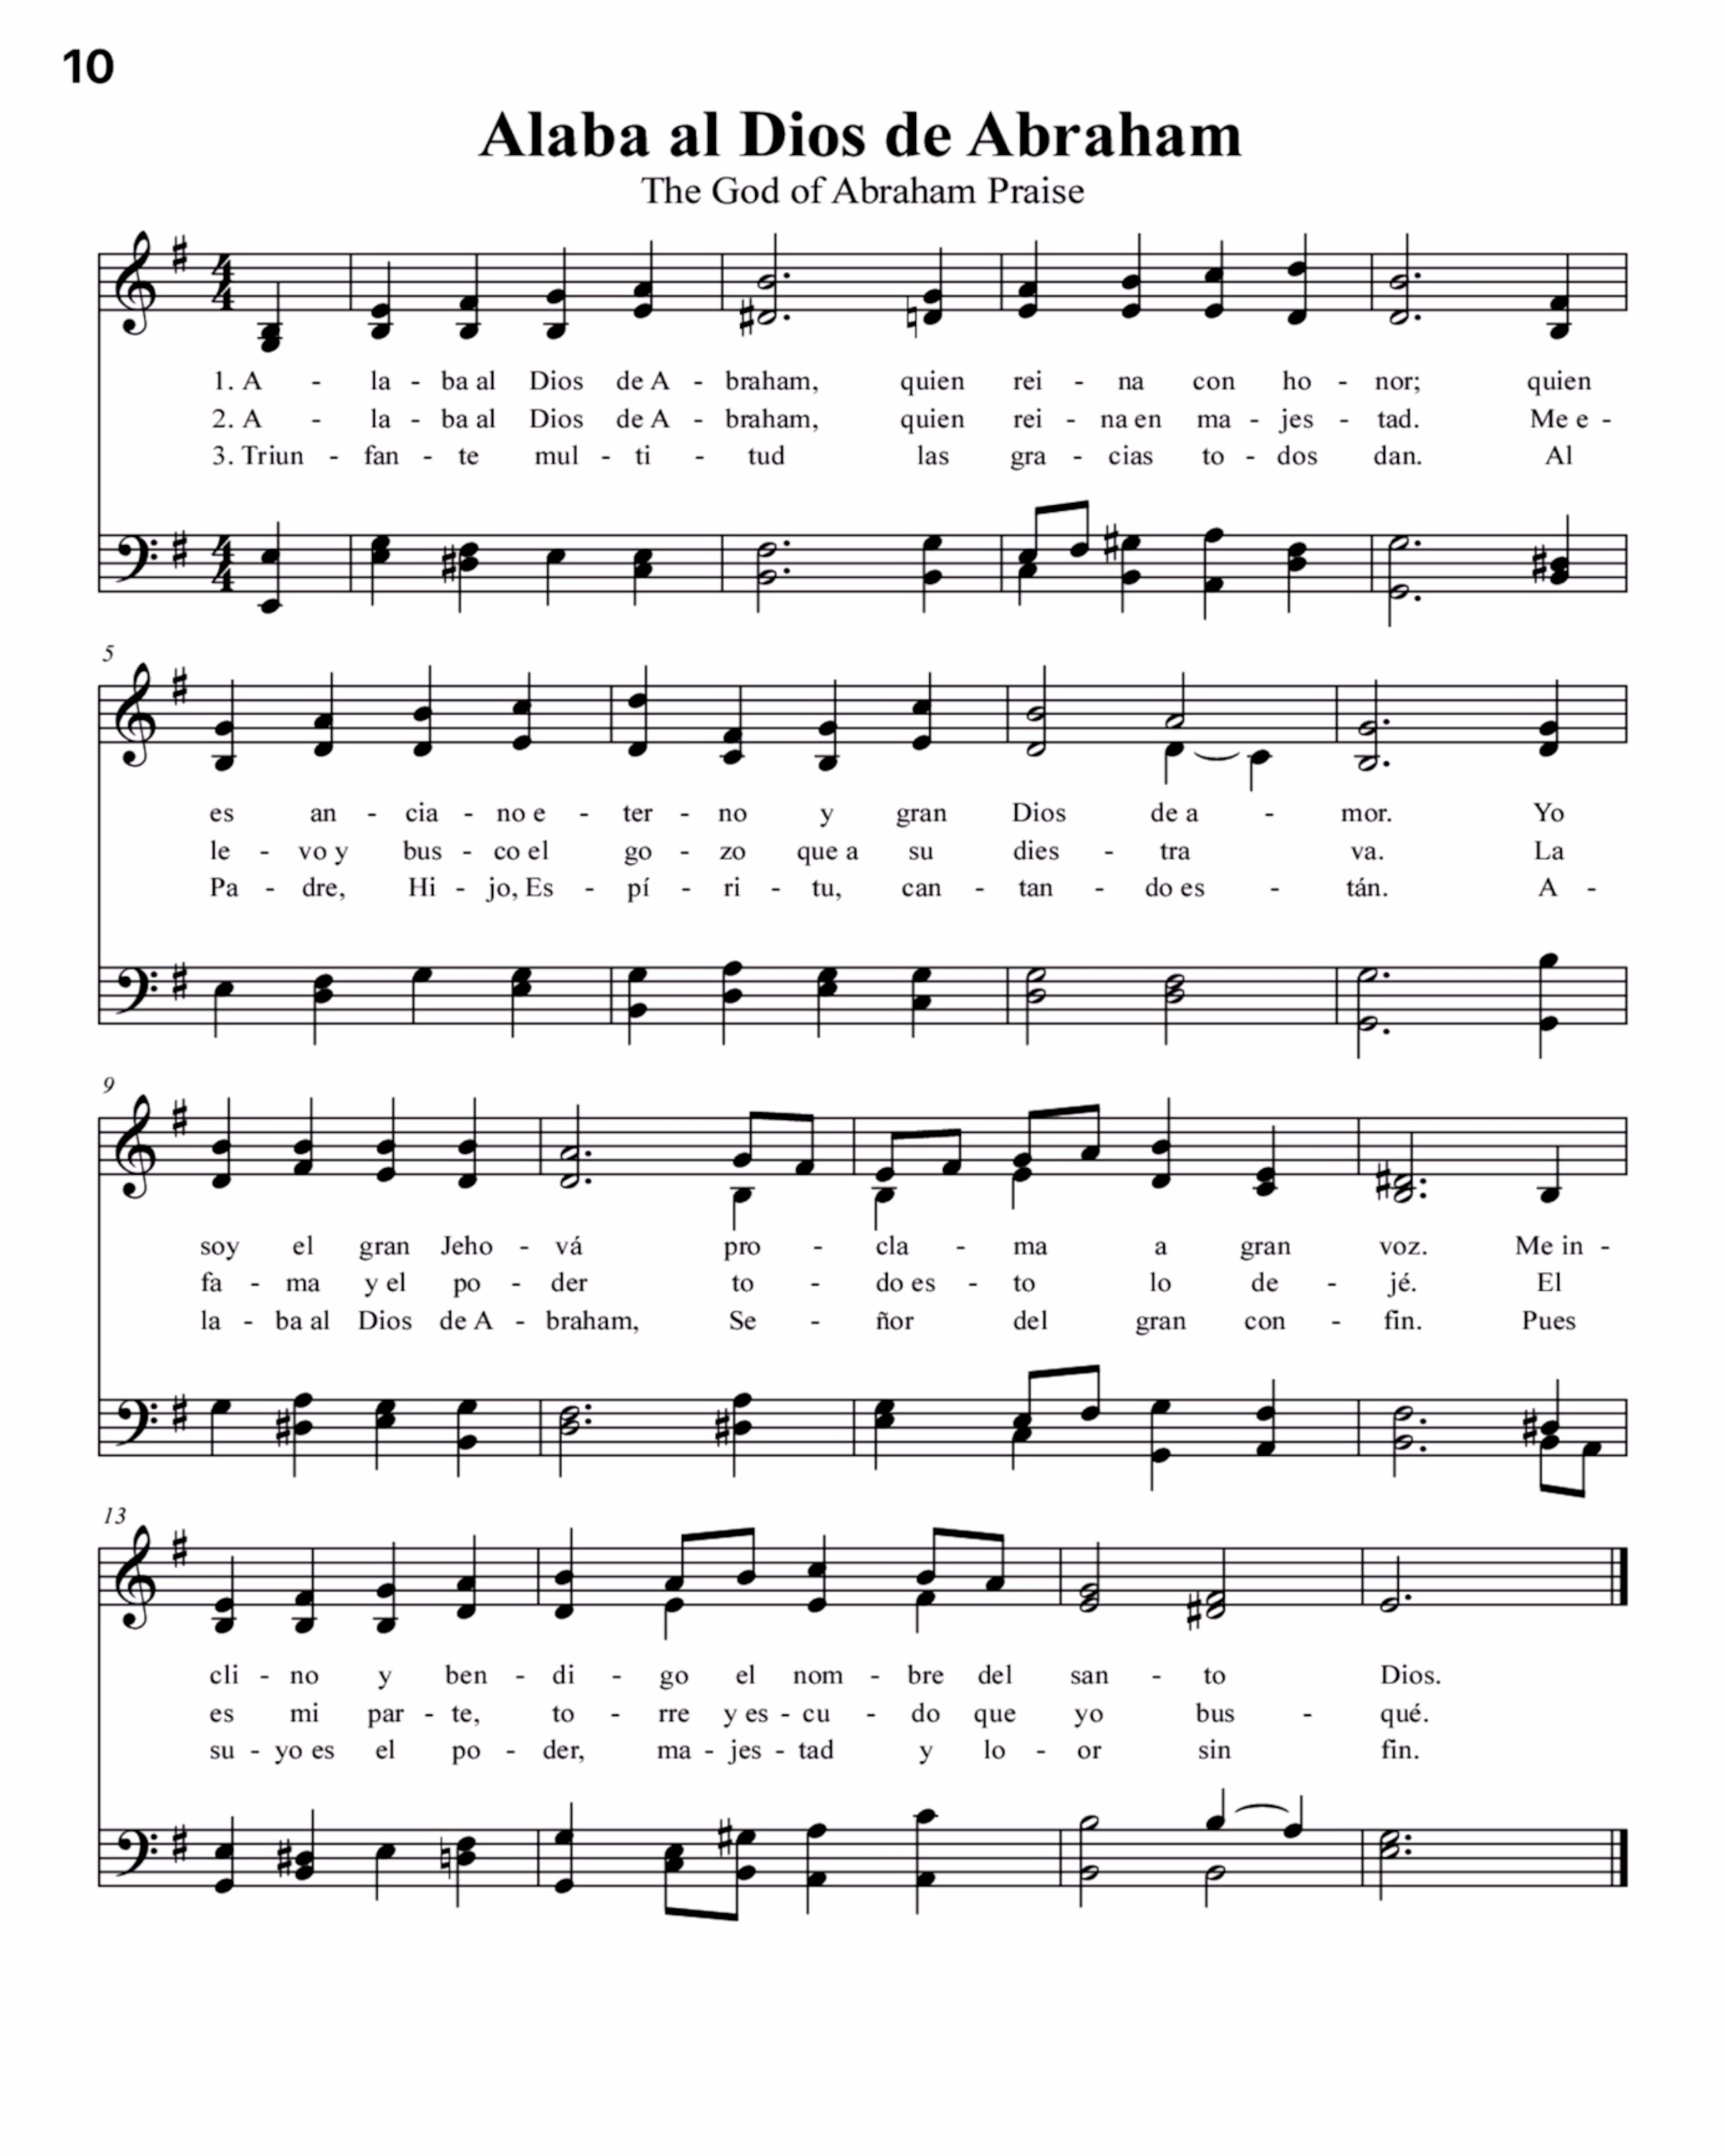 10
Alaba al Dios de Abraham
The God of Abraham Praise
1. A - la - ba al Dios de A - braham, quien rei - na con ho - nor; quien
2. A - la - ba al Dios de A - braham, quien rei - na en ma - jes - tad. Me e -
3. Triun - fan - te mul - ti - tud las gra - cias to - dos dan. Al
5
es an - cia - no e - ter - no y gran Dios de a - mor. Yo
le - vo y bus - co el go - zo que a su dies - tra va. La
Pa - dre, Hi - jo, Es - pí - ri - tu, can - tan - do es - tán. A -
9
soy el gran Jeho - vá pro - cla - ma a gran voz. Me in -
fa - ma y el po - der to - do es - to lo de - jé. El
la - ba al Dios de A - braham, Se - ñor del gran con - fin. Pues
13
cli - no y ben - di - go el nom - bre del san - to Dios.
es mi par - te, to - rre y es - cu - do que yo bus - qué.
su - yo es el po - der, ma - jes - tad y lo - or sin fin.